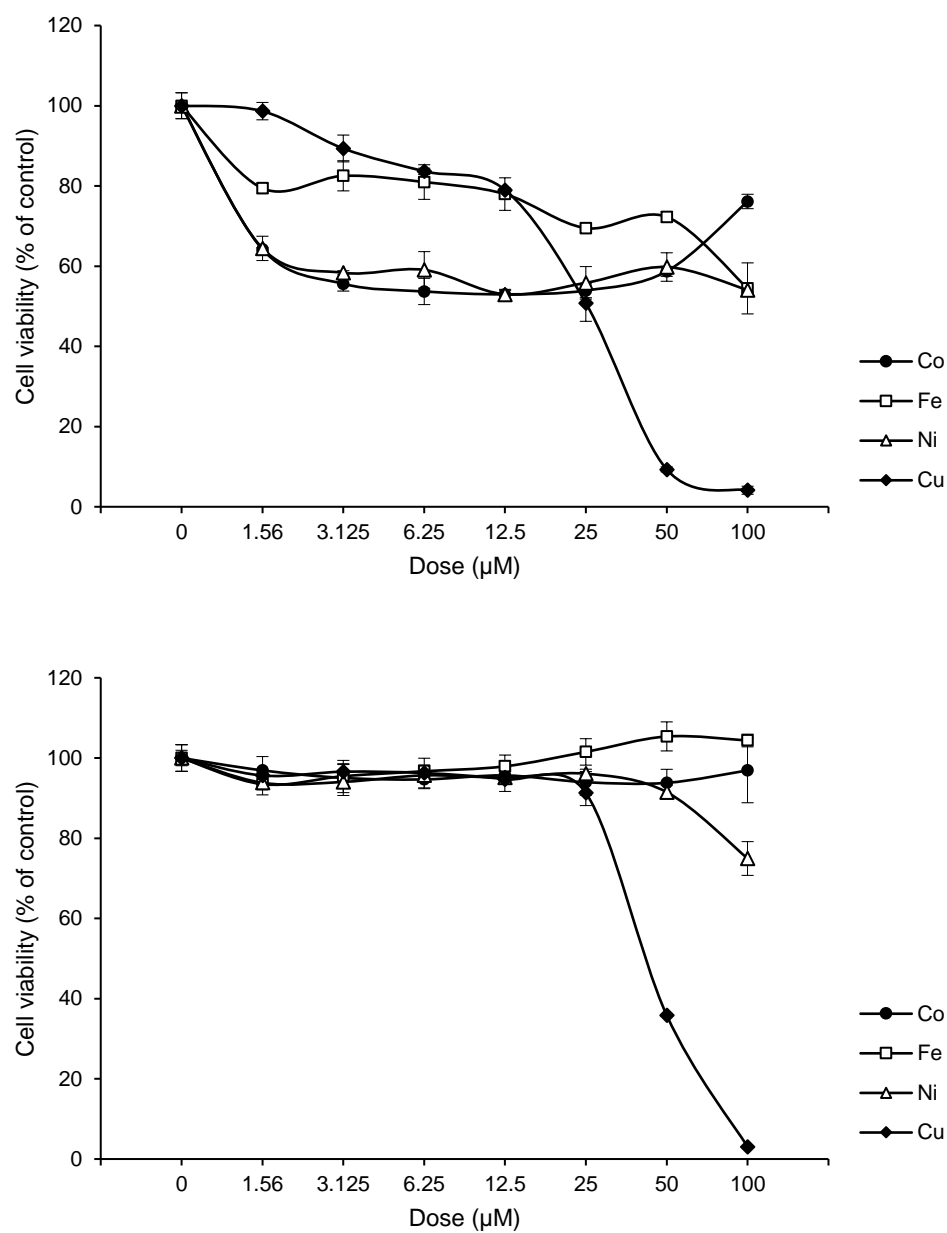 120
100
80
60
40
20
0
Cell viability (% of control)
0 1.56 3.125 6.25 12.5 25 50 100
Dose (µM)
Co
Fe
Ni
Cu
120
100
80
60
40
20
0
Cell viability (% of control)
0 1.56 3.125 6.25 12.5 25 50 100
Dose (µM)
Co
Fe
Ni
Cu